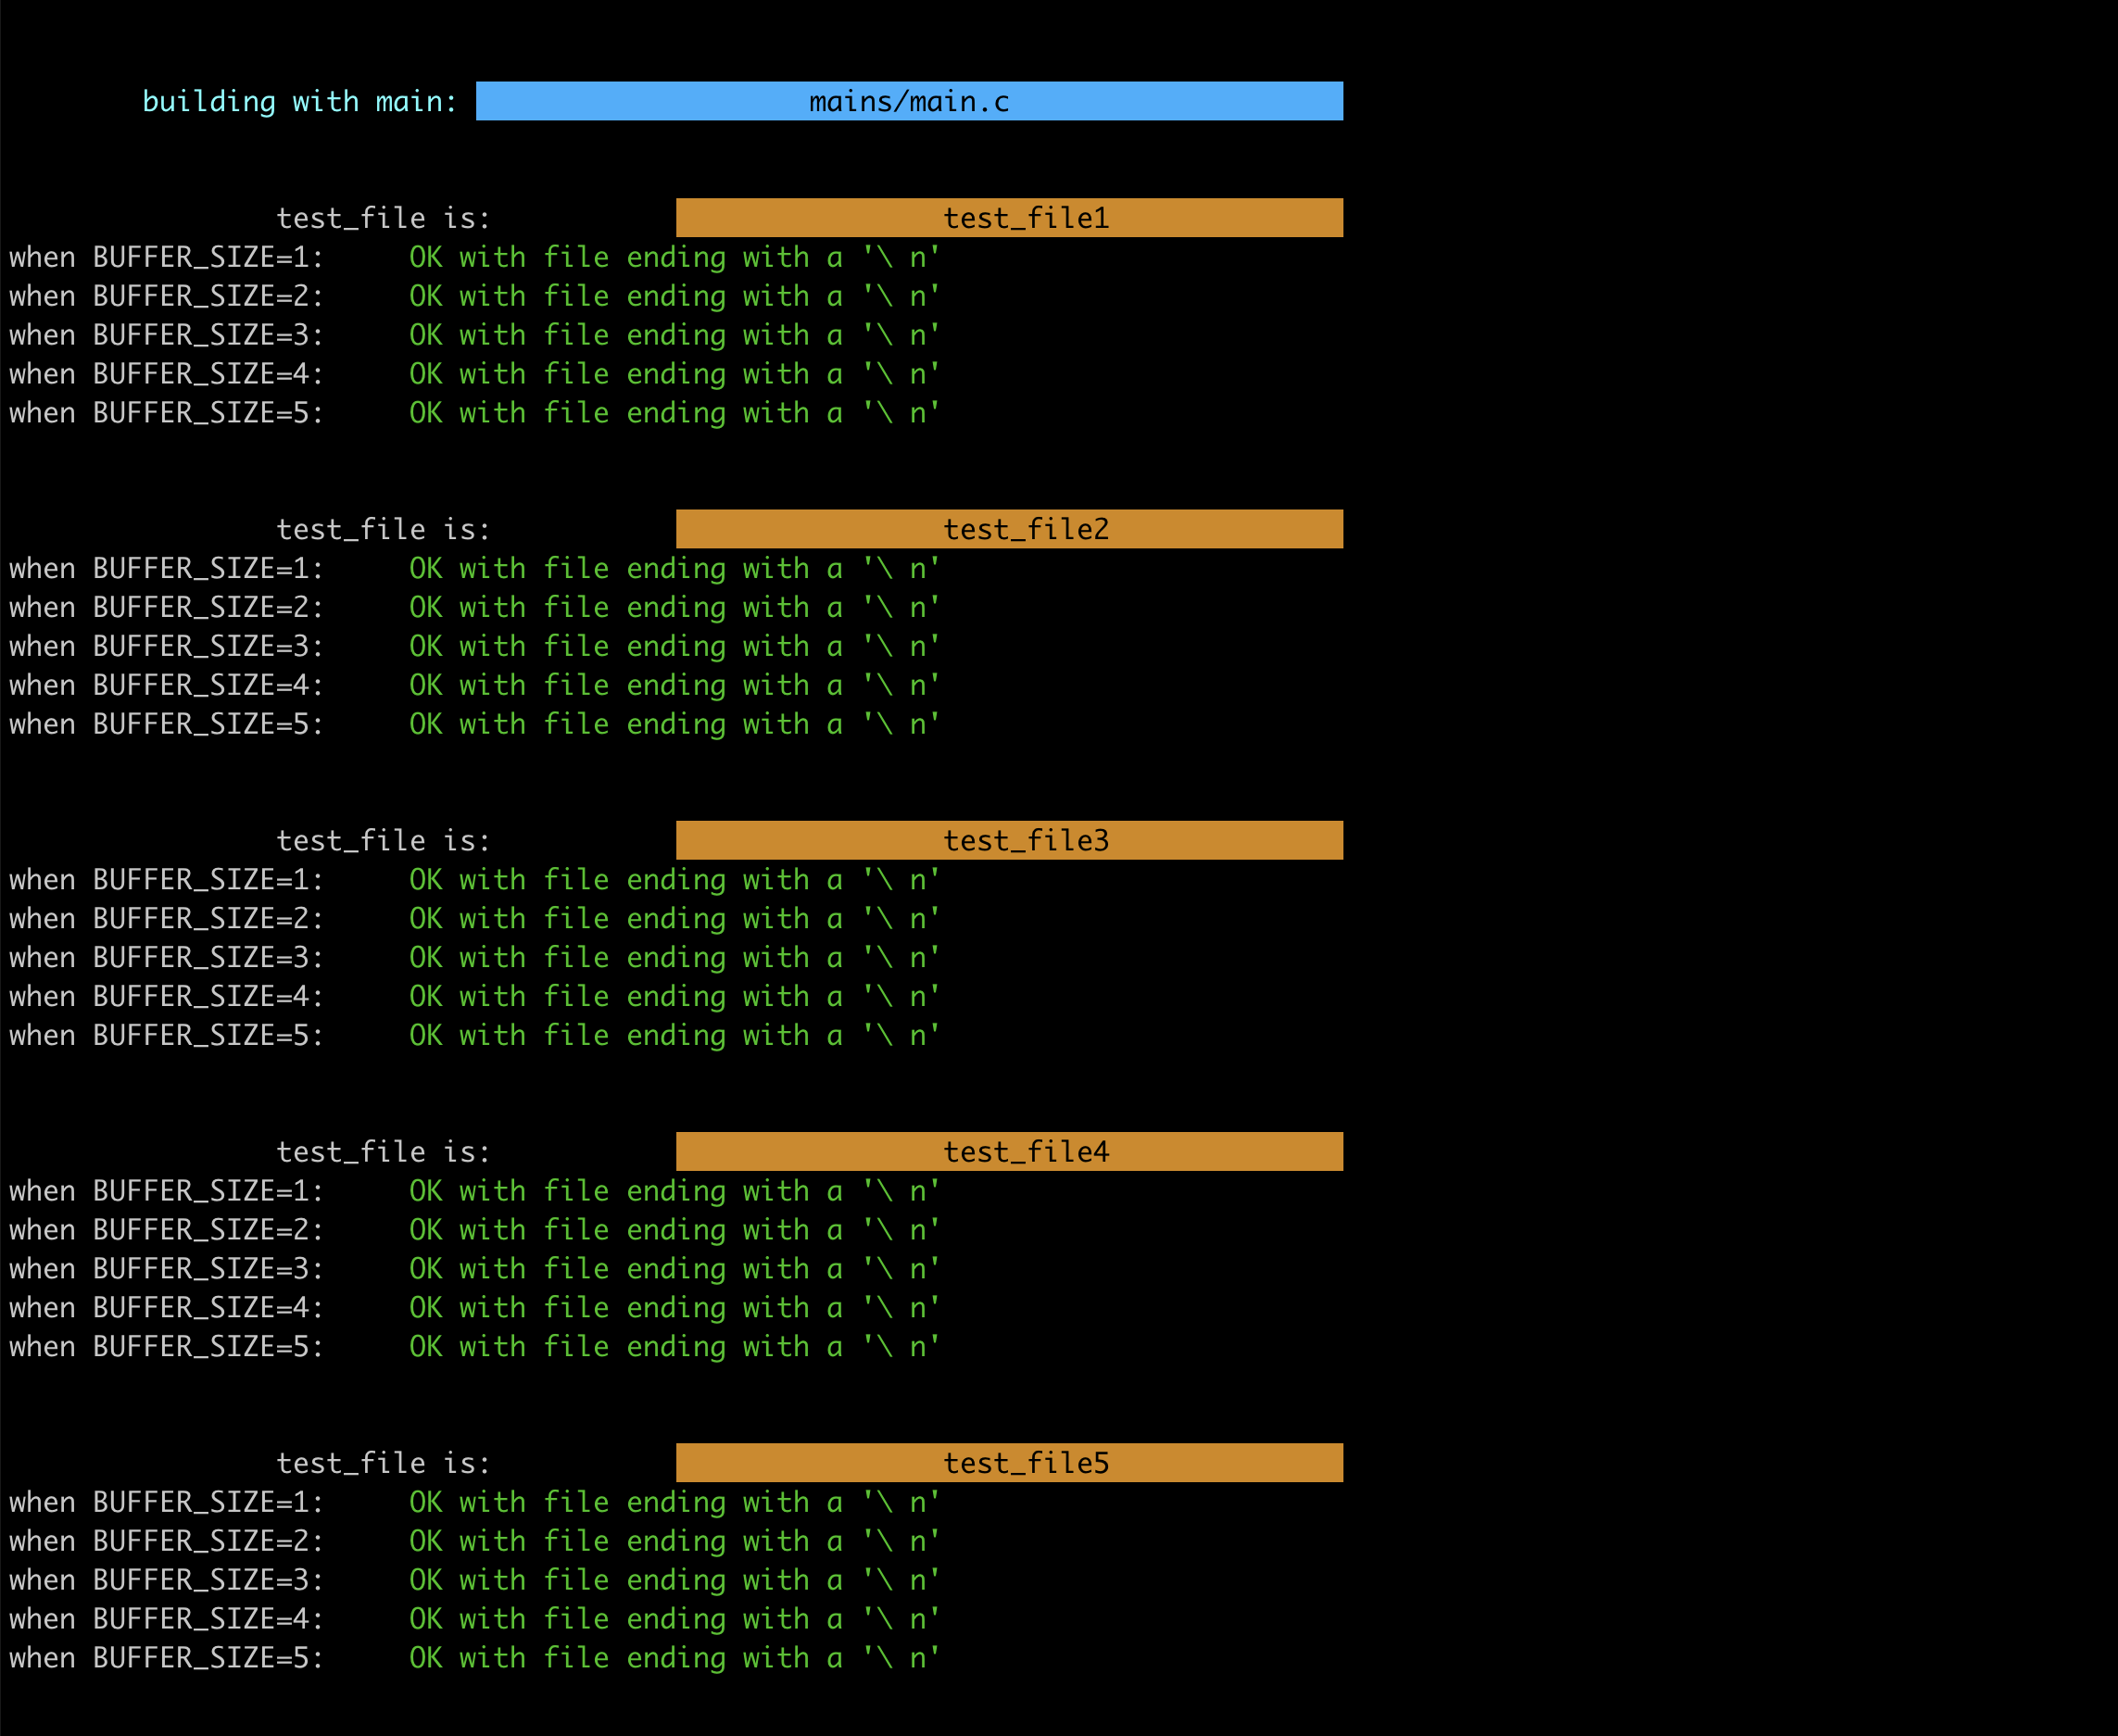 building with main: mains/main.c
test_file is: test_file1
when BUFFER_SIZE=1: OK with file ending with a '\ n'
when BUFFER_SIZE=2: OK with file ending with a '\ n'
when BUFFER_SIZE=3: OK with file ending with a '\ n'
when BUFFER_SIZE=4: OK with file ending with a '\ n'
when BUFFER_SIZE=5: OK with file ending with a '\ n'
test_file is: test_file2
when BUFFER_SIZE=1: OK with file ending with a '\ n'
when BUFFER_SIZE=2: OK with file ending with a '\ n'
when BUFFER_SIZE=3: OK with file ending with a '\ n'
when BUFFER_SIZE=4: OK with file ending with a '\ n'
when BUFFER_SIZE=5: OK with file ending with a '\ n'
test_file is: test_file3
when BUFFER_SIZE=1: OK with file ending with a '\ n'
when BUFFER_SIZE=2: OK with file ending with a '\ n'
when BUFFER_SIZE=3: OK with file ending with a '\ n'
when BUFFER_SIZE=4: OK with file ending with a '\ n'
when BUFFER_SIZE=5: OK with file ending with a '\ n'
test_file is: test_file4
when BUFFER_SIZE=1: OK with file ending with a '\ n'
when BUFFER_SIZE=2: OK with file ending with a '\ n'
when BUFFER_SIZE=3: OK with file ending with a '\ n'
when BUFFER_SIZE=4: OK with file ending with a '\ n'
when BUFFER_SIZE=5: OK with file ending with a '\ n'
test_file is: test_file5
when BUFFER_SIZE=1: OK with file ending with a '\ n'
when BUFFER_SIZE=2: OK with file ending with a '\ n'
when BUFFER_SIZE=3: OK with file ending with a '\ n'
when BUFFER_SIZE=4: OK with file ending with a '\ n'
when BUFFER_SIZE=5: OK with file ending with a '\ n'